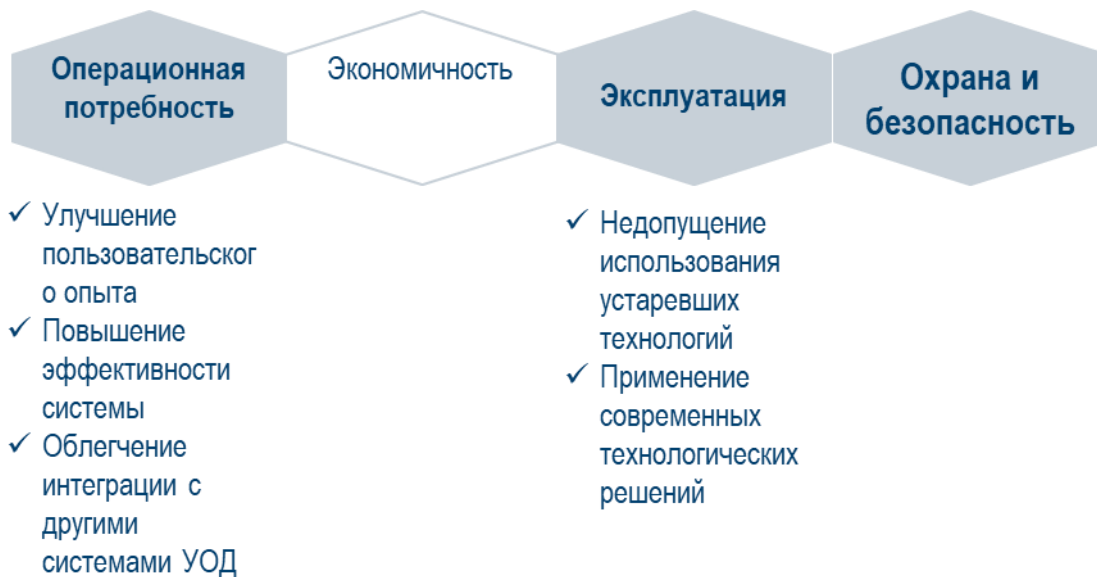 Операционная
потребность
Экономичность
Эксплуатация
Охрана и
безопасность
✓ Улучшение
пользовательског
о опыта
✓ Повышение
эффективности
системы
✓ Облегчение
интеграции с
другими
системами УОД
✓ Недопущение
использования
устаревших
технологий
✓ Применение
современных
технологических
решений